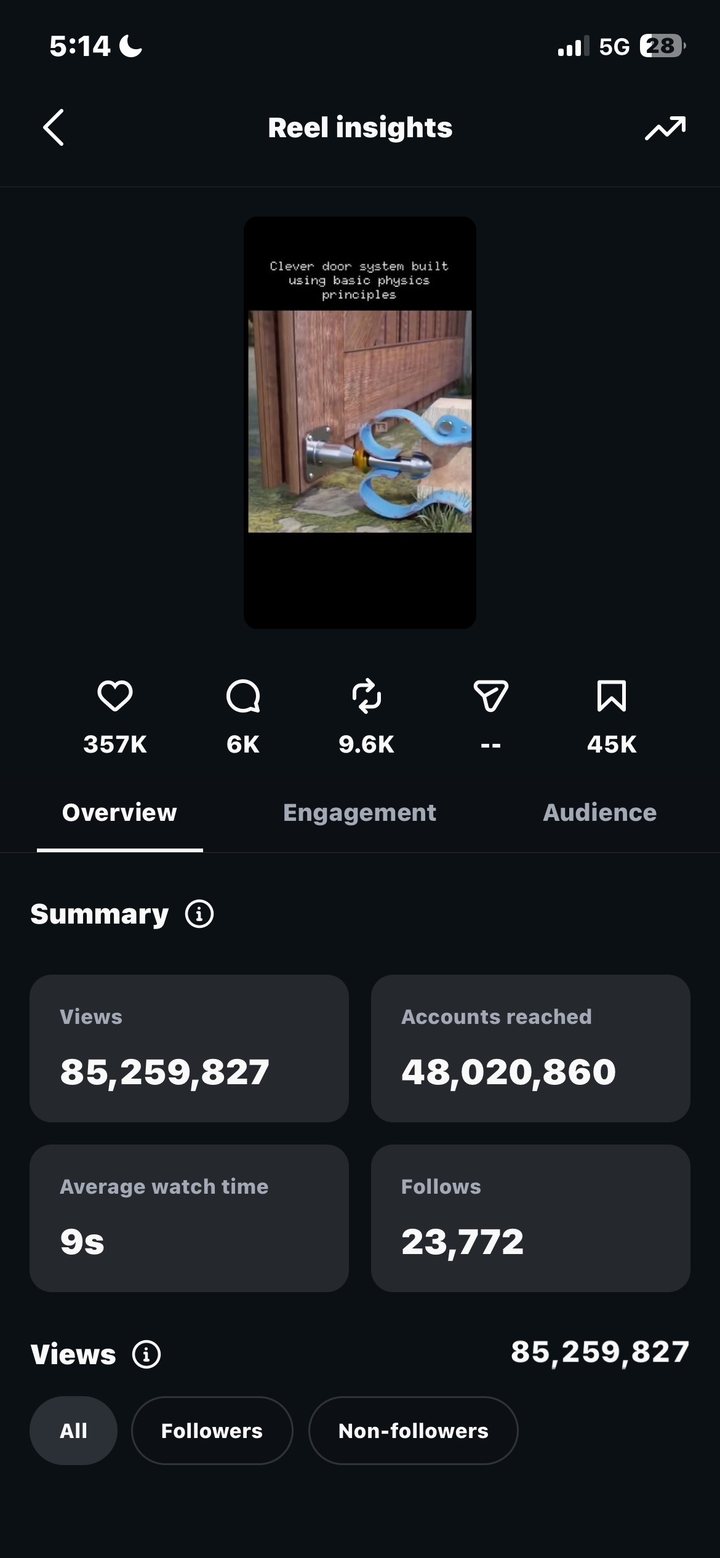 5:14
5G
28
Reel insights
Clever door system built
using basic physics
principles
357K
6K
9.6K
--
45K
Overview
Engagement
Audience
Summary
Views
Accounts reached
85,259,827
48,020,860
Average watch time
Follows
9s
23,772
Views
85,259,827
All
Followers
Non-followers